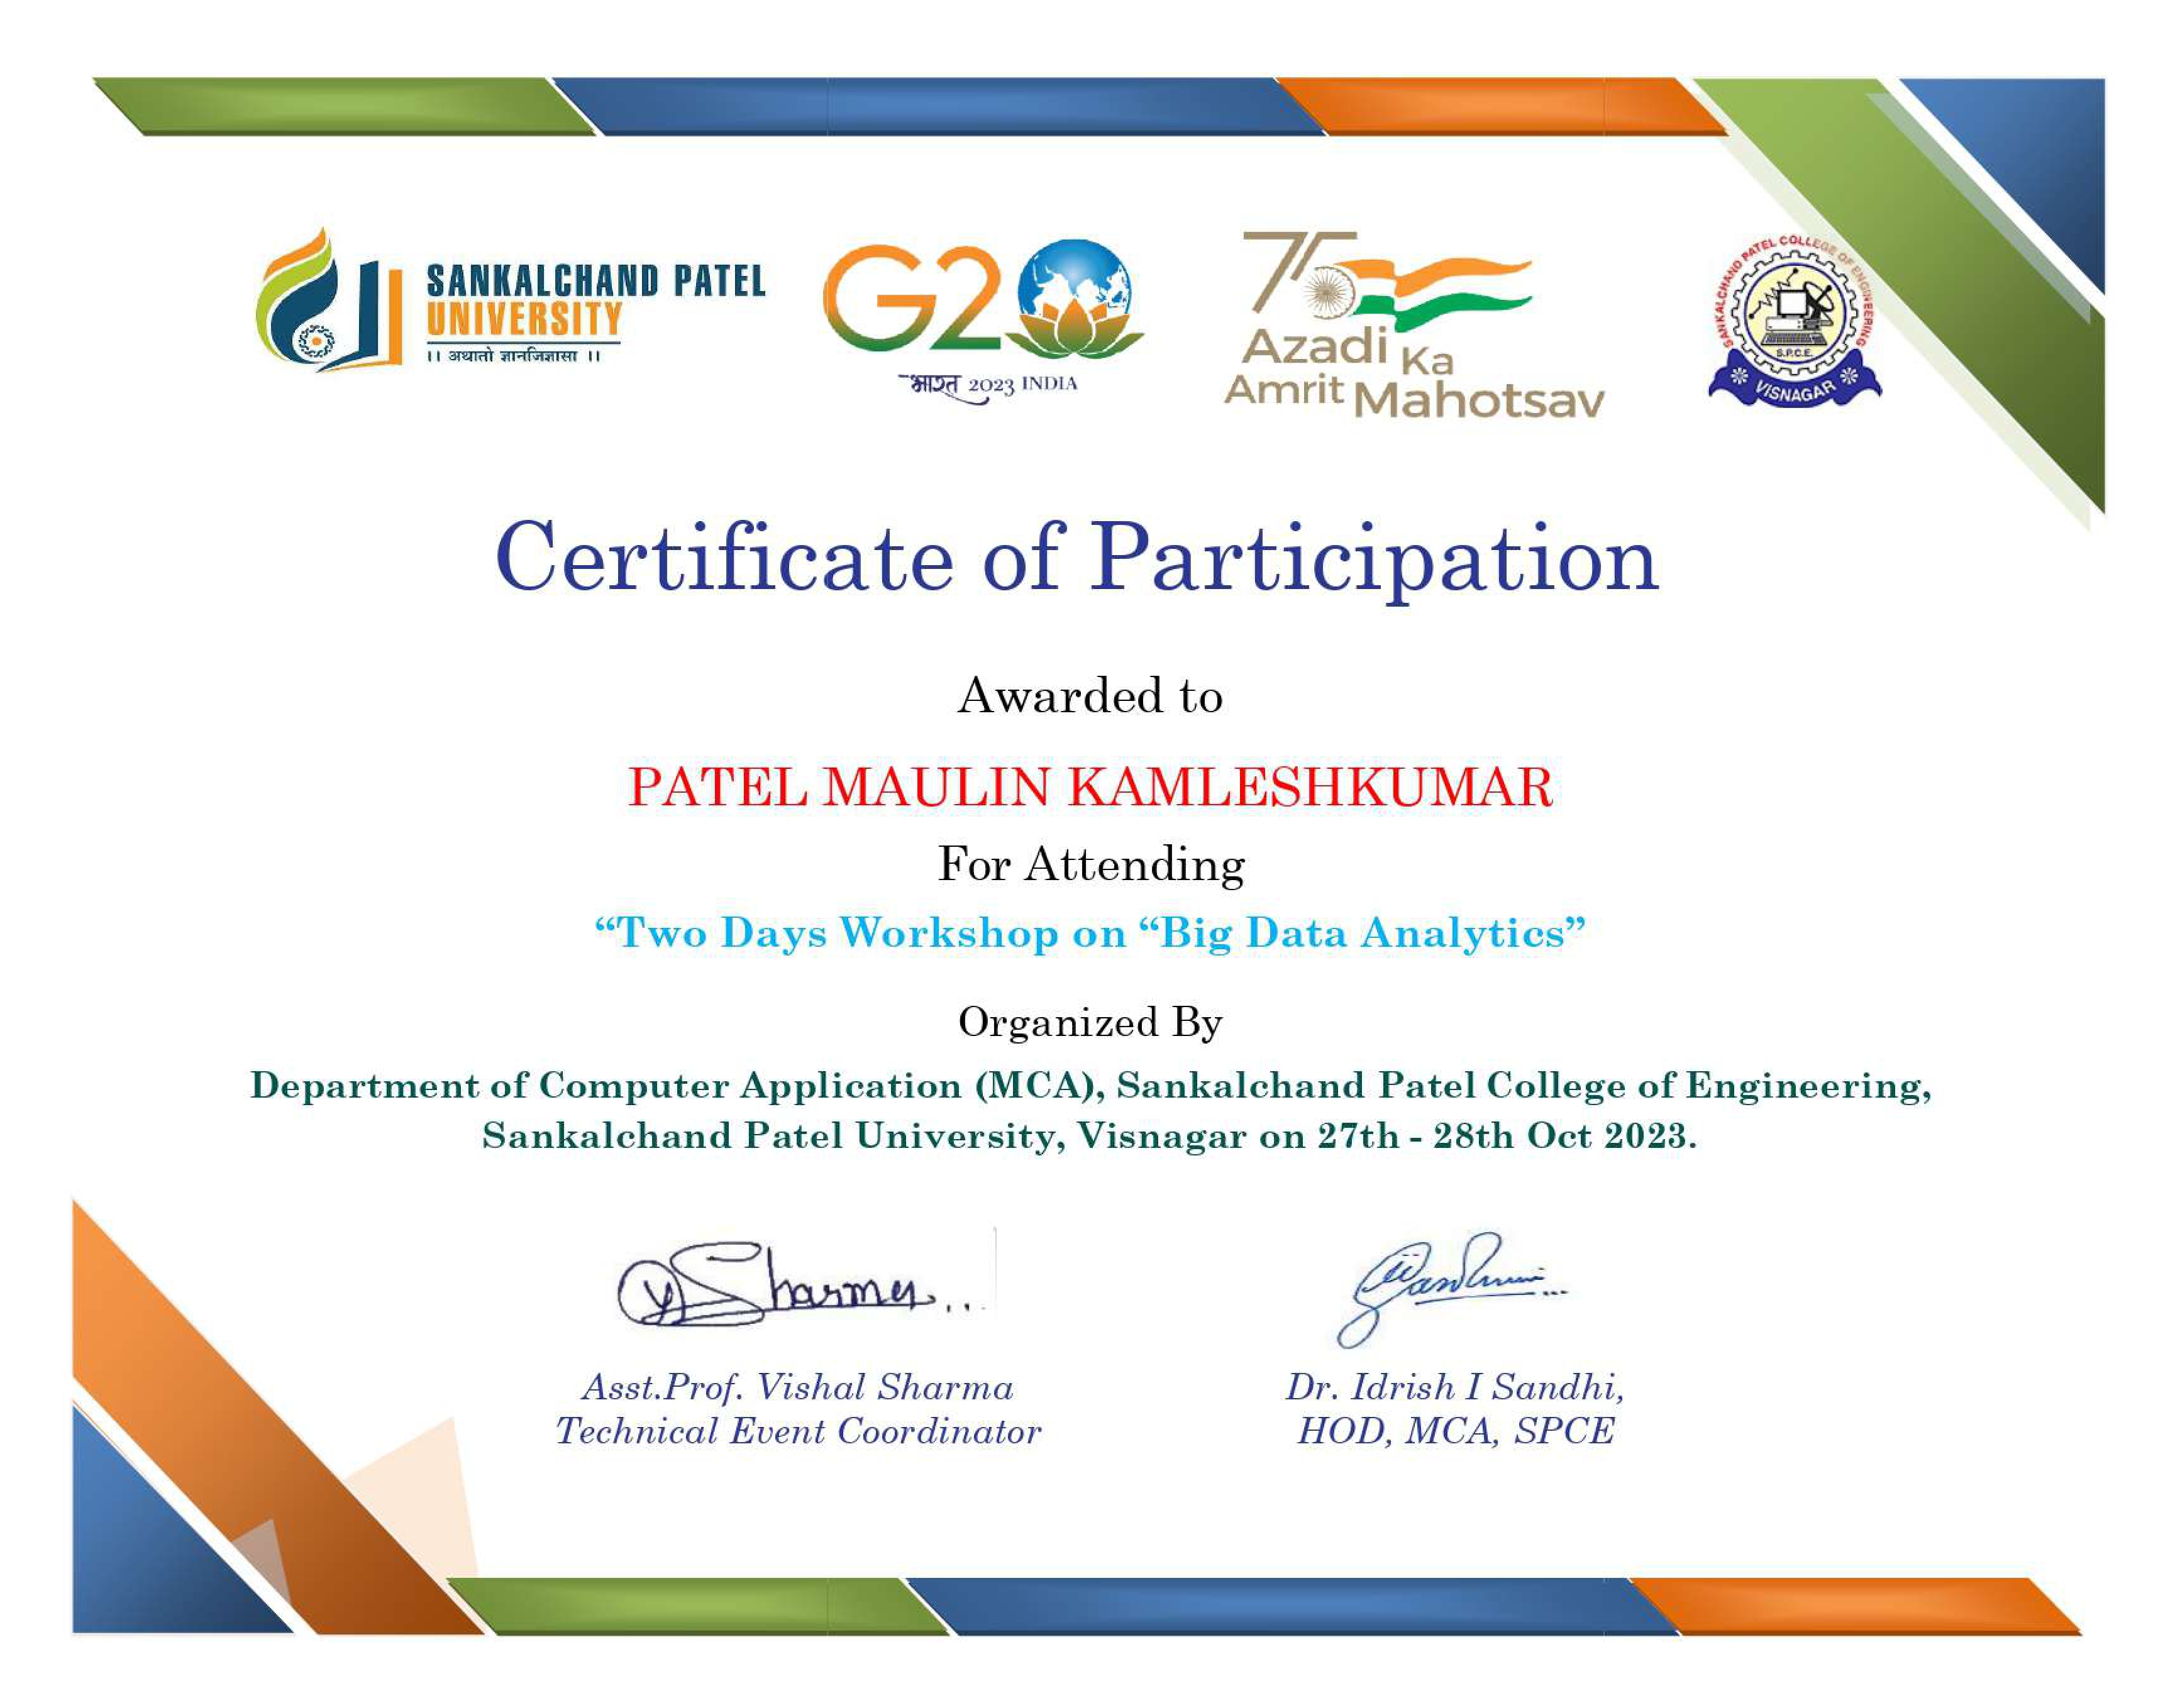 SANKALCHAND PATEL
UNIVERSITY
।। अथातो ज्ञानजिज्ञासा ।।
G20
भारत 2023 INDIA
75
Azadi Ka
Amrit Mahotsav
SANKALCHAND PATEL COLLEGE OF ENGINEERING
S.P.C.E.
VISNAGAR
Certificate of Participation
Awarded to
PATEL MAULIN KAMLESHKUMAR
For Attending
“Two Days Workshop on “Big Data Analytics”
Organized By
Department of Computer Application (MCA), Sankalchand Patel College of Engineering,
Sankalchand Patel University, Visnagar on 27th - 28th Oct 2023.
Asst.Prof. Vishal Sharma
Technical Event Coordinator
Dr. Idrish I Sandhi,
HOD, MCA, SPCE